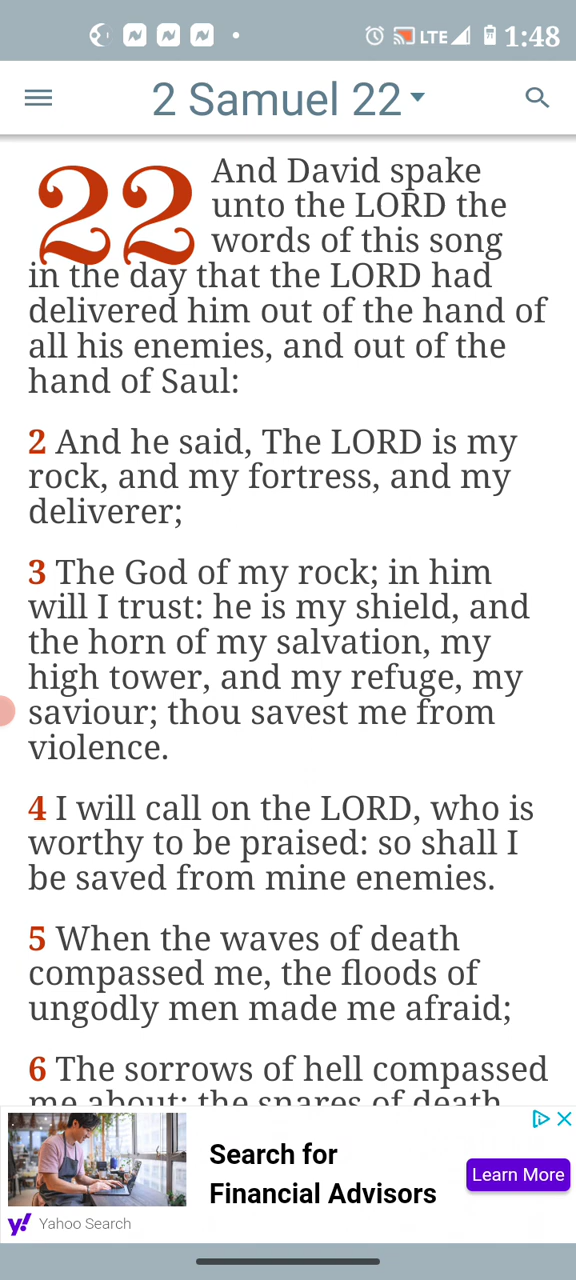 LTE 1:48
2 Samuel 22
22 And David spake
unto the LORD the
words of this song
in the day that the LORD had
delivered him out of the hand of
all his enemies, and out of the
hand of Saul:
2 And he said, The LORD is my
rock, and my fortress, and my
deliverer;
3 The God of my rock; in him
will I trust: he is my shield, and
the horn of my salvation, my
high tower, and my refuge, my
saviour; thou savest me from
violence.
4 I will call on the LORD, who is
worthy to be praised: so shall I
be saved from mine enemies.
5 When the waves of death
compassed me, the floods of
ungodly men made me afraid;
6 The sorrows of hell compassed
me about; the snares of death
Search for
Financial Advisors
Learn More
y! Yahoo Search